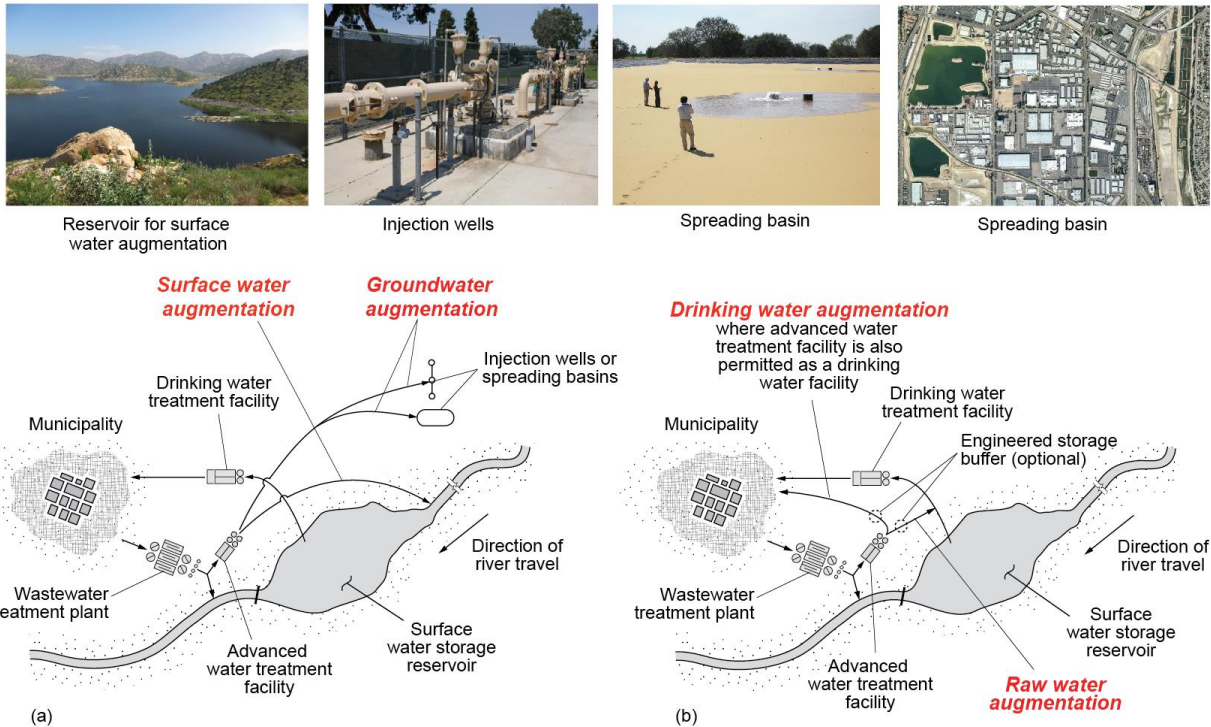 Reservoir for surface
water augmentation
Injection wells
Spreading basin
Spreading basin
Surface water
augmentation
Groundwater
augmentation
Injection wells or
spreading basins
Drinking water
treatment facility
Municipality
Direction of
river travel
Wastewater
reatment plant
Surface
water storage
reservoir
Advanced
water treatment
facility
(a)
Drinking water augmentation
where advanced water
treatment facility is also
permitted as a drinking
water facility
Drinking water
treatment facility
Municipality
Engineered storage
buffer (optional)
Direction of
river travel
Wastewater
treatment plant
Surface
water storage
reservoir
Advanced
water treatment
facility
Raw water
augmentation
(b)